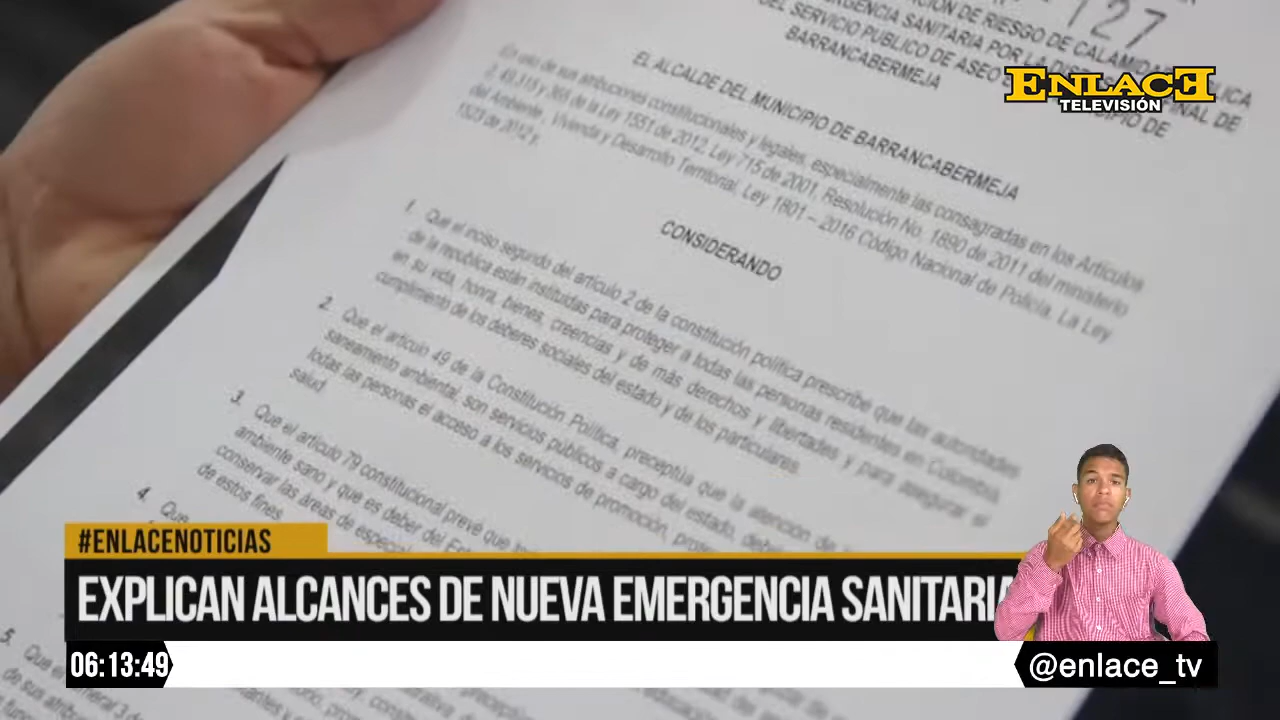 127
CIÓN DE RIESGO DE CALAMIDAD PÚBLICA
EMERGENCIA SANITARIA POR LA
DEL SERVICIO PUBLICO DE ASEO
BARRANCABERMEJA
ENLACE
TELEVISIÓN
EL ALCALDE DEL MUNICIPIO DE BARRANCABERMEJA
En uso de sus atribuciones constitucionales y legales, especialmente las consagradas en los Artículos
2, 49, 315 y 365 de la Ley 1551 de 2012, Ley 715 de 2001, Resolución No. 1890 de 2011 del ministerio
del Ambiente, Vivienda y Desarrollo Territorial, Ley 1801 – 2016 Código Nacional de Policía, La Ley
1523 de 2012 y,
CONSIDERANDO
1. Que el inciso segundo del artículo 2 de la constitución política prescribe que las autoridades
de la republica están instituidas para proteger a todas las personas residentes en Colombia,
en su vida, honra, bienes, creencias y de más derechos y libertades y para asegurar el
cumplimiento de los deberes sociales del estado y de los particulares.
2. Que el artículo 49 de la Constitución Política, preceptúa que la atención de
saneamiento ambiental, son servicios públicos a cargo del estado,
todas las personas el acceso a los servicios de promoción,
salud.
3. Que el artículo 79 constitucional prevé que
ambiente sano y que es deber del
conservar las áreas de
de estos fines.
4. Que
5. Que el
de sus
#ENLACENOTICIAS
EXPLICAN ALCANCES DE NUEVA EMERGENCIA SANITARIA
06:13:49
@enlace_tv